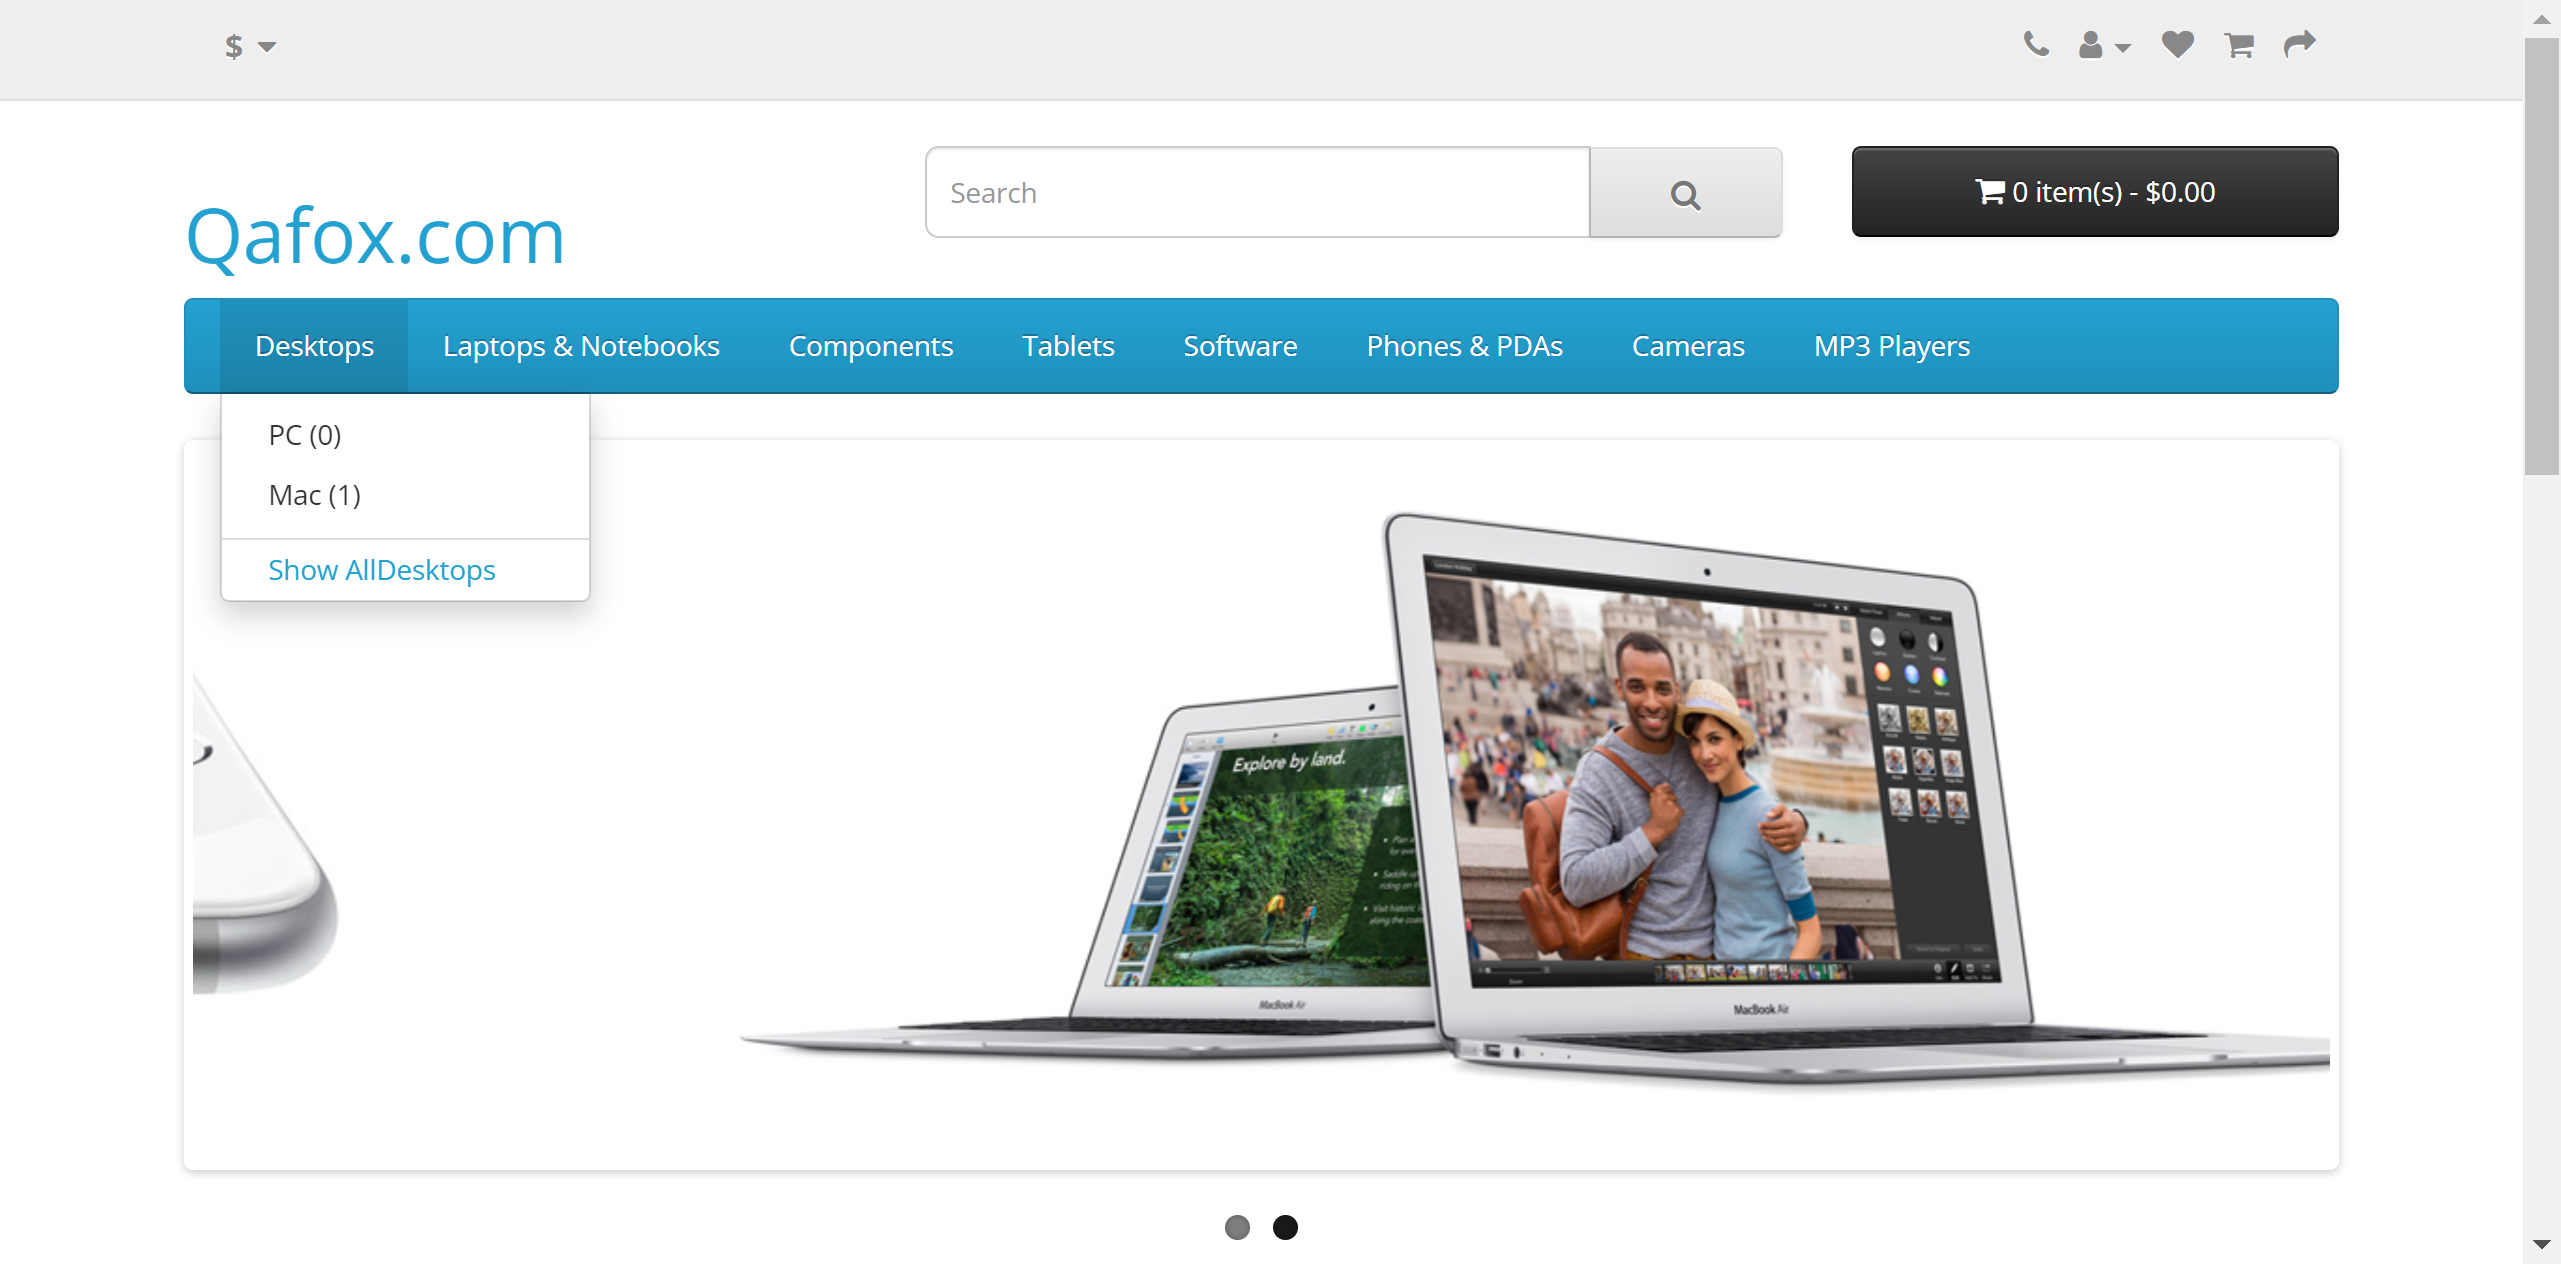 $
Search
0 item(s) - $0.00
Qafox.com
Desktops
Laptops & Notebooks
Components
Tablets
Software
Phones & PDAs
Cameras
MP3 Players
PC (0)
Mac (1)
Show AllDesktops
Explore by land.
MacBook Air
MacBook Air